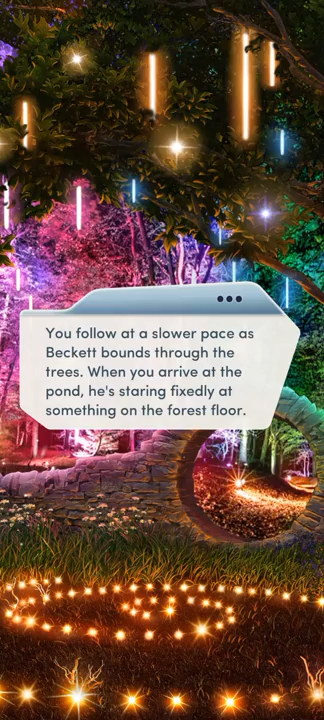 You follow at a slower pace as
Beckett bounds through the
trees. When you arrive at the
pond, he's staring fixedly at
something on the forest floor.